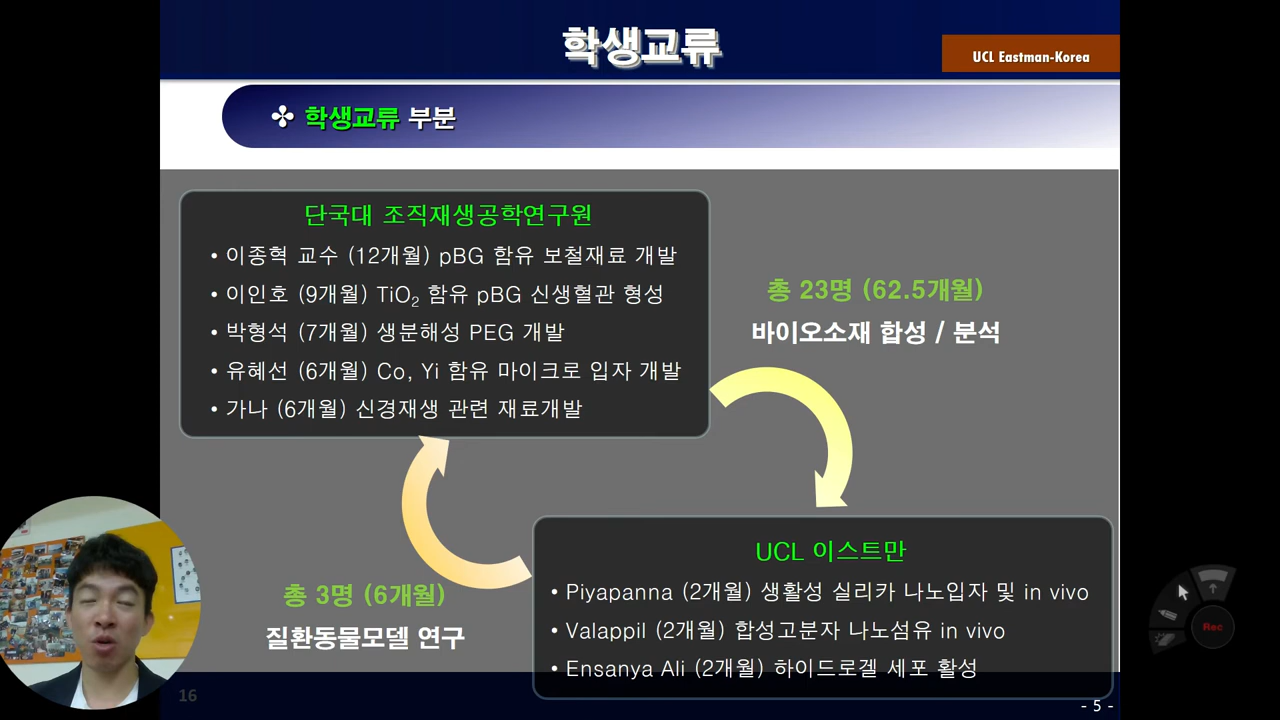 학생교류
UCL Eastman-Korea
✤ 학생교류 부분
단국대 조직재생공학연구원
• 이종혁 교수 (12개월) pBG 함유 보철재료 개발
• 이인호 (9개월) TiO₂ 함유 pBG 신생혈관 형성
• 박형석 (7개월) 생분해성 PEG 개발
• 유혜선 (6개월) Co, Yi 함유 마이크로 입자 개발
• 가나 (6개월) 신경재생 관련 재료개발
총 23명 (62.5개월)
바이오소재 합성 / 분석
총 3명 (6개월)
질환동물모델 연구
UCL 이스트만
• Piyapanna (2개월) 생활성 실리카 나노입자 및 in vivo
• Valappil (2개월) 합성고분자 나노섬유 in vivo
• Ensanya Ali (2개월) 하이드로겔 세포 활성
16
- 5 -
Rec